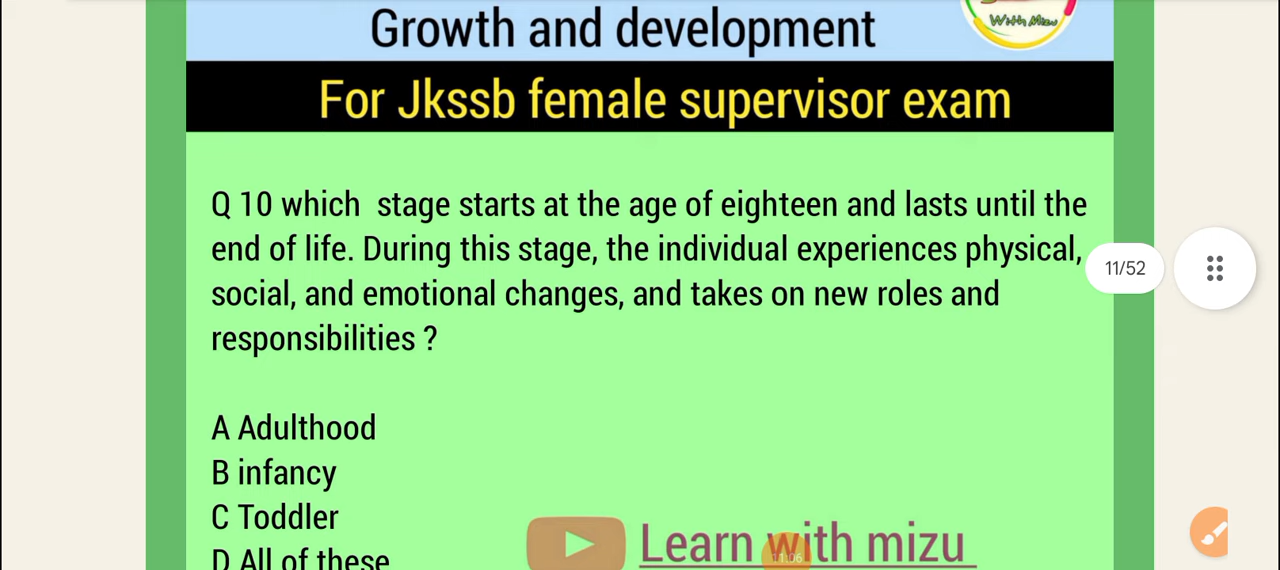 With Mizu
Growth and development
For Jkssb female supervisor exam
Q 10 which stage starts at the age of eighteen and lasts until the
end of life. During this stage, the individual experiences physical,
social, and emotional changes, and takes on new roles and
responsibilities ?
11/52
A Adulthood
B infancy
C Toddler
D All of these
Learn with mizu